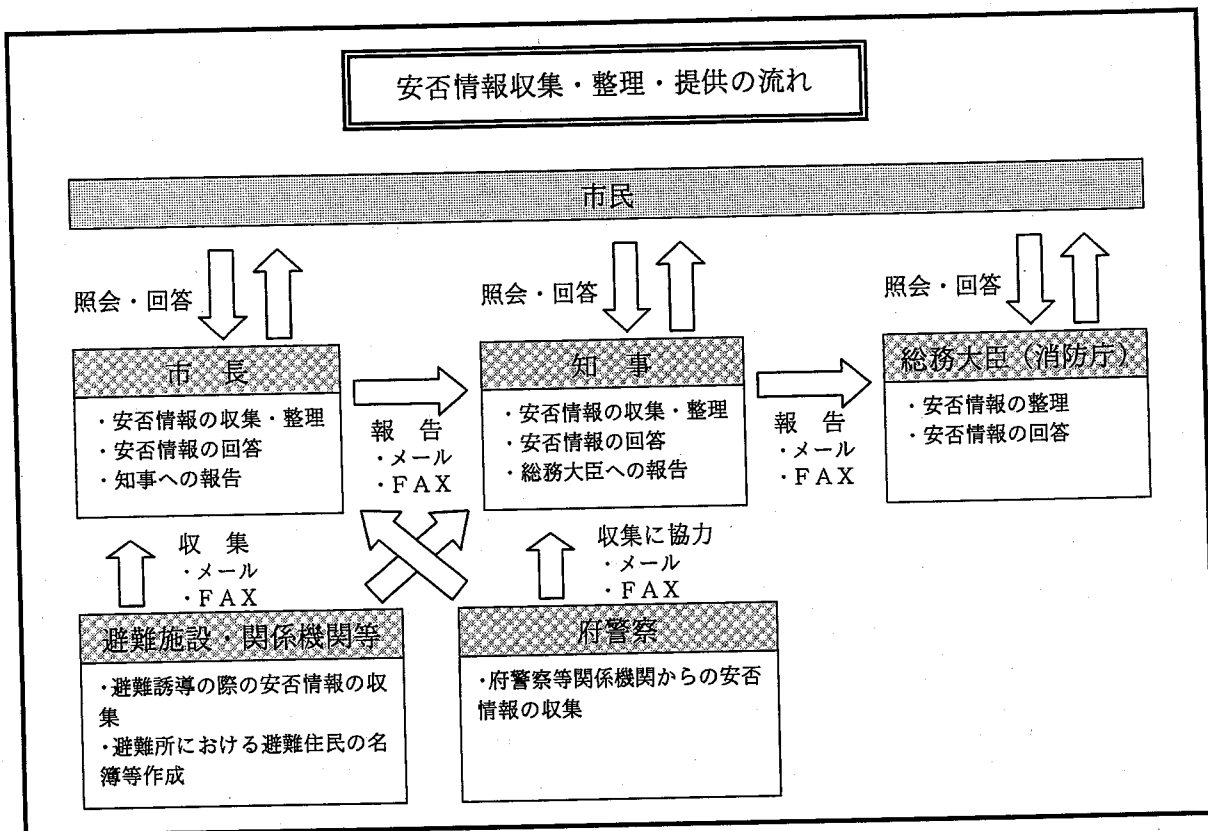 安否情報収集・整理・提供の流れ
市民
照会・回答
照会・回答
照会・回答
市　長
・安否情報の収集・整理
・安否情報の回答
・知事への報告
報　告
・メール
・ＦＡＸ
知　事
・安否情報の収集・整理
・安否情報の回答
・総務大臣への報告
報　告
・メール
・ＦＡＸ
総務大臣（消防庁）
・安否情報の整理
・安否情報の回答
収　集
・メール
・ＦＡＸ
収集に協力
・メール
・ＦＡＸ
避難施設・関係機関等
・避難誘導の際の安否情報の収
集
・避難所における避難住民の名
簿等作成
府警察
・府警察等関係機関からの安否
情報の収集